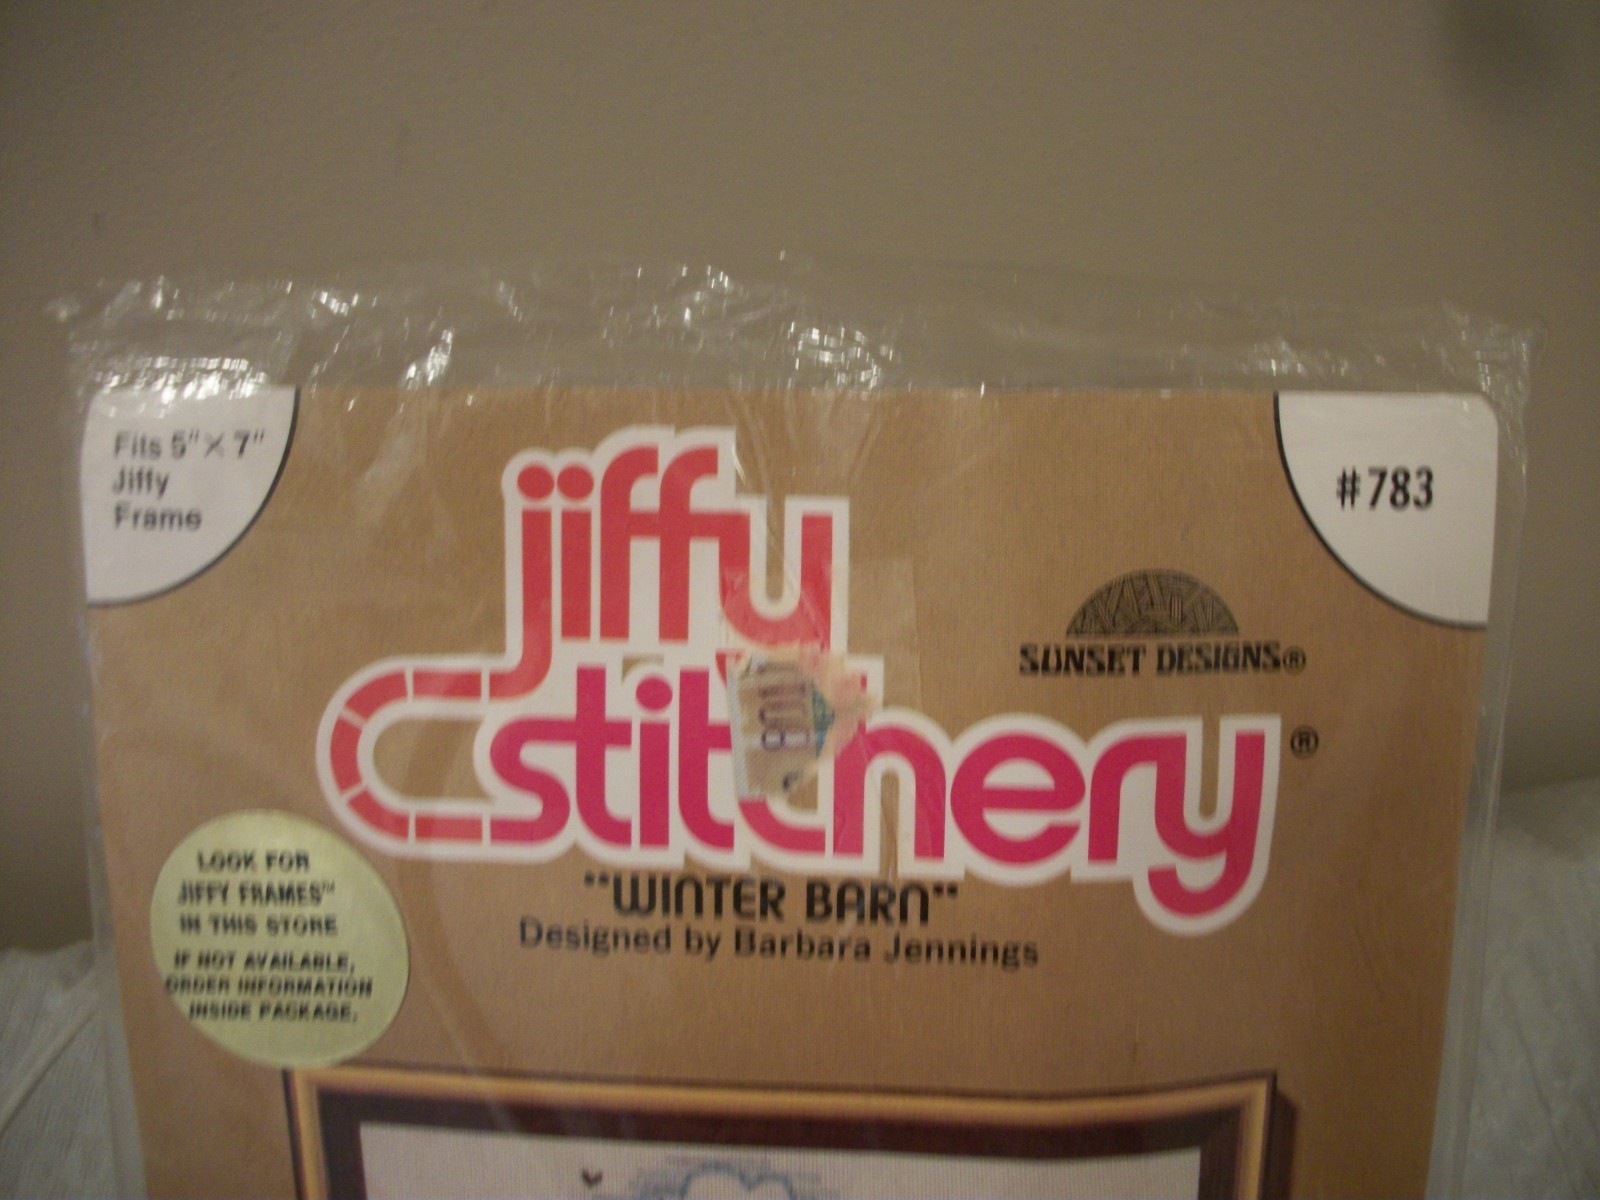 Fits 5" X 7"
Jiffy
Frame
#783
jiffy
stitchery®
SUNSET DESIGNS®
"WINTER BARN"
Designed by Barbara Jennings
LOOK FOR
JIFFY FRAMES™
IN THIS STORE
IF NOT AVAILABLE,
ORDER INFORMATION
INSIDE PACKAGE.